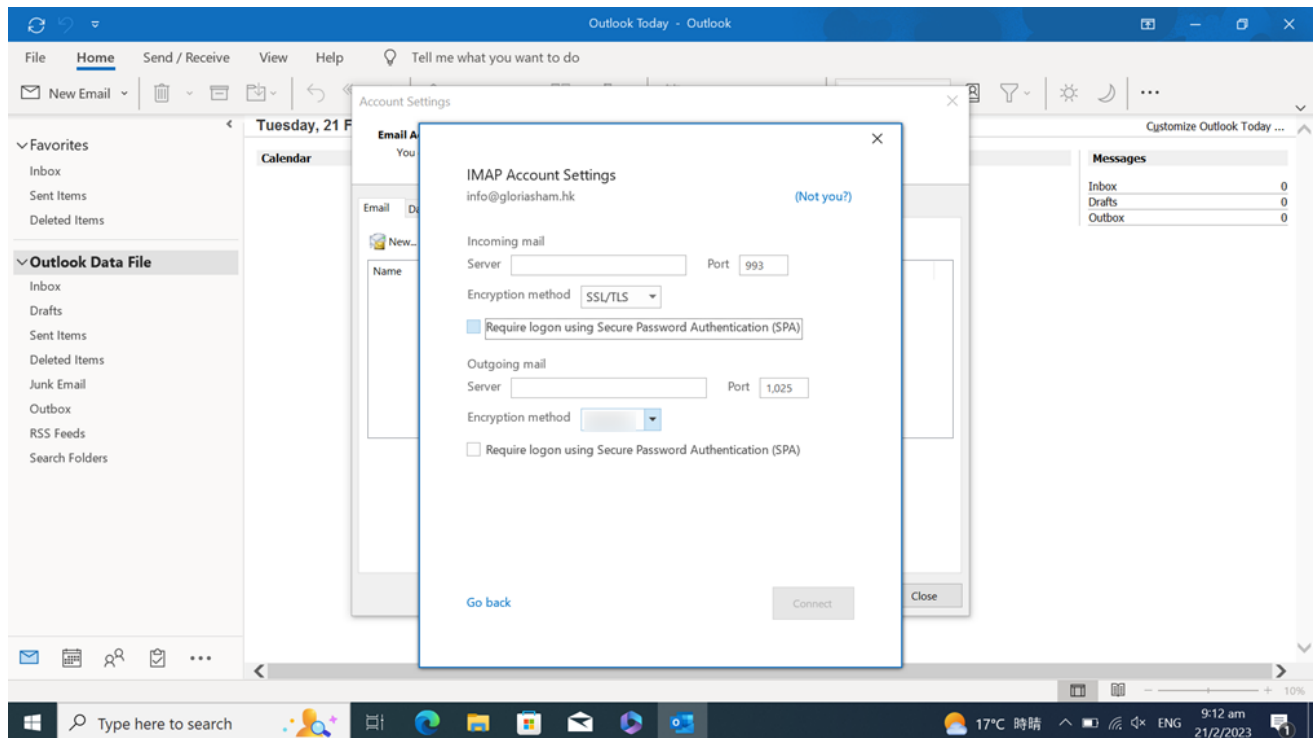 Outlook Today - Outlook
File Home Send / Receive View Help Tell me what you want to do
New Email
Account Settings
Tuesday, 21 F
Customize Outlook Today ...
Favorites
Inbox
Sent Items
Deleted Items
Outlook Data File
Inbox
Drafts
Sent Items
Deleted Items
Junk Email
Outbox
RSS Feeds
Search Folders
Calendar
Messages
Inbox 0
Drafts 0
Outbox 0
Email A
You
Email Da
New...
Name
IMAP Account Settings
info@gloriasham.hk (Not you?)
Incoming mail
Server Port 993
Encryption method SSL/TLS
Require logon using Secure Password Authentication (SPA)
Outgoing mail
Server Port 1,025
Encryption method
Require logon using Secure Password Authentication (SPA)
Go back Connect
Close
10%
Type here to search
17°C 時晴 ENG 9:12 am
21/2/2023
1